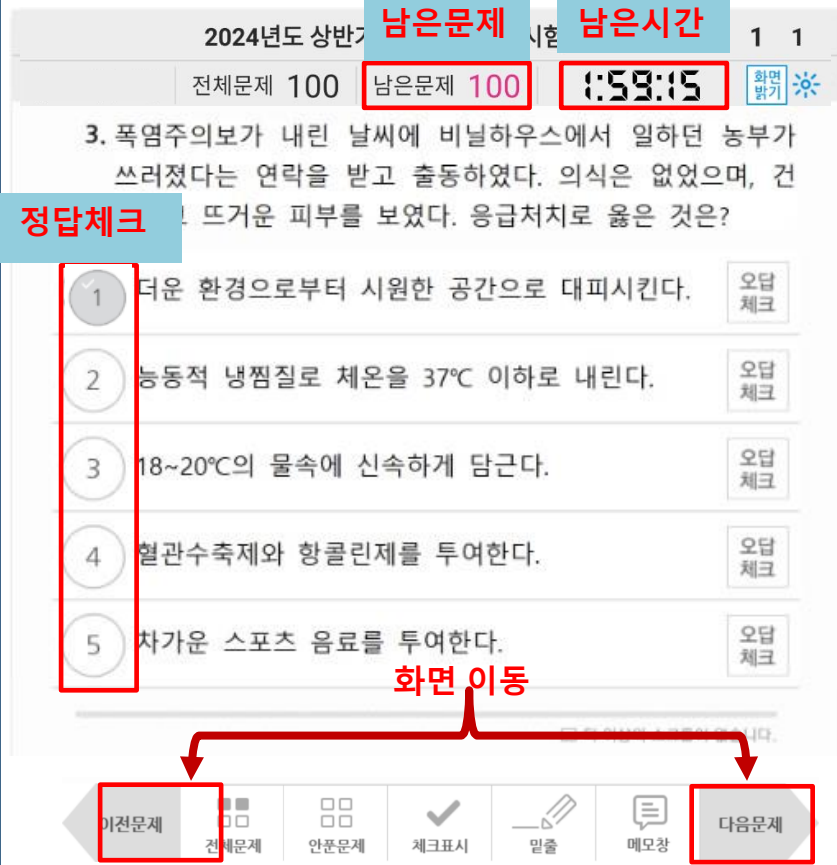 2024년도 상반기 남은문제 시험 남은시간 1 1
전체문제 100 남은문제 100 1:59:15 화면 밝기
3. 폭염주의보가 내린 날씨에 비닐하우스에서 일하던 농부가
쓰러졌다는 연락을 받고 출동하였다. 의식은 없었으며, 건
정답체크 뜨거운 피부를 보였다. 응급처치로 옳은 것은?
1 더운 환경으로부터 시원한 공간으로 대피시킨다. 오답 체크
2 능동적 냉찜질로 체온을 37℃ 이하로 내린다. 오답 체크
3 18~20℃의 물속에 신속하게 담근다. 오답 체크
4 혈관수축제와 항콜린제를 투여한다. 오답 체크
5 차가운 스포츠 음료를 투여한다. 오답 체크
화면 이동
이전문제 전체문제 안푼문제 체크표시 밑줄 메모창 다음문제